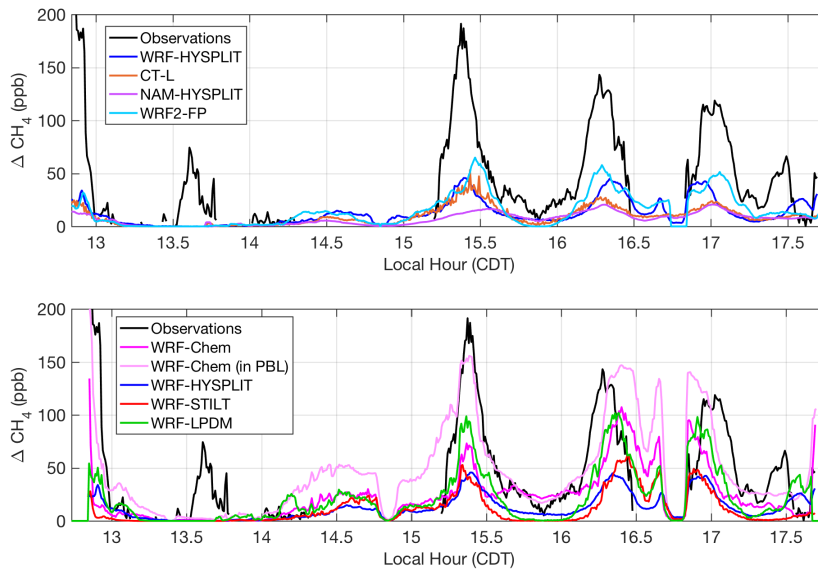 200
150
100
50
0
Δ CH4 (ppb)
Observations
WRF-HYSPLIT
CT-L
NAM-HYSPLIT
WRF2-FP
13 13.5 14 14.5 15 15.5 16 16.5 17 17.5
Local Hour (CDT)
200
150
100
50
0
Δ CH4 (ppb)
Observations
WRF-Chem
WRF-Chem (in PBL)
WRF-HYSPLIT
WRF-STILT
WRF-LPDM
13 13.5 14 14.5 15 15.5 16 16.5 17 17.5
Local Hour (CDT)